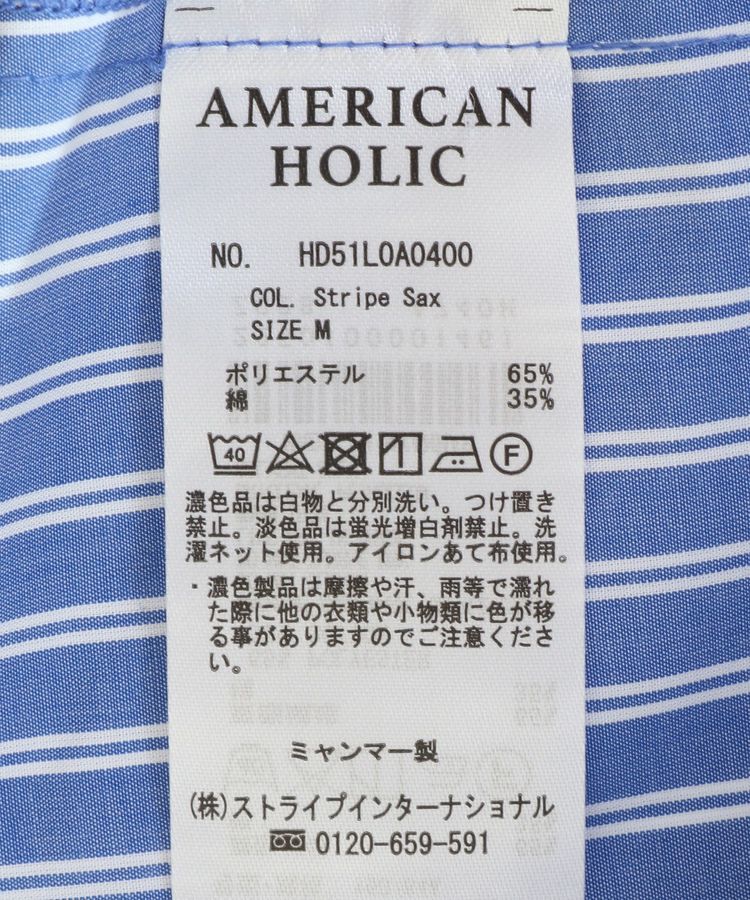 AMERICAN
HOLIC
NO. HD51L0A0400
COL. Stripe Sax
SIZE M
ポリエステル 65%
綿 35%
40 F
濃色品は白物と分別洗い。つけ置き
禁止。淡色品は蛍光増白剤禁止。洗
濯ネット使用。アイロンあて布使用。
・濃色製品は摩擦や汗、雨等で濡れ
た際に他の衣類や小物類に色が移
る事がありますのでご注意くださ
い。
ミャンマー製
(株)ストライプインターナショナル
0120-659-591